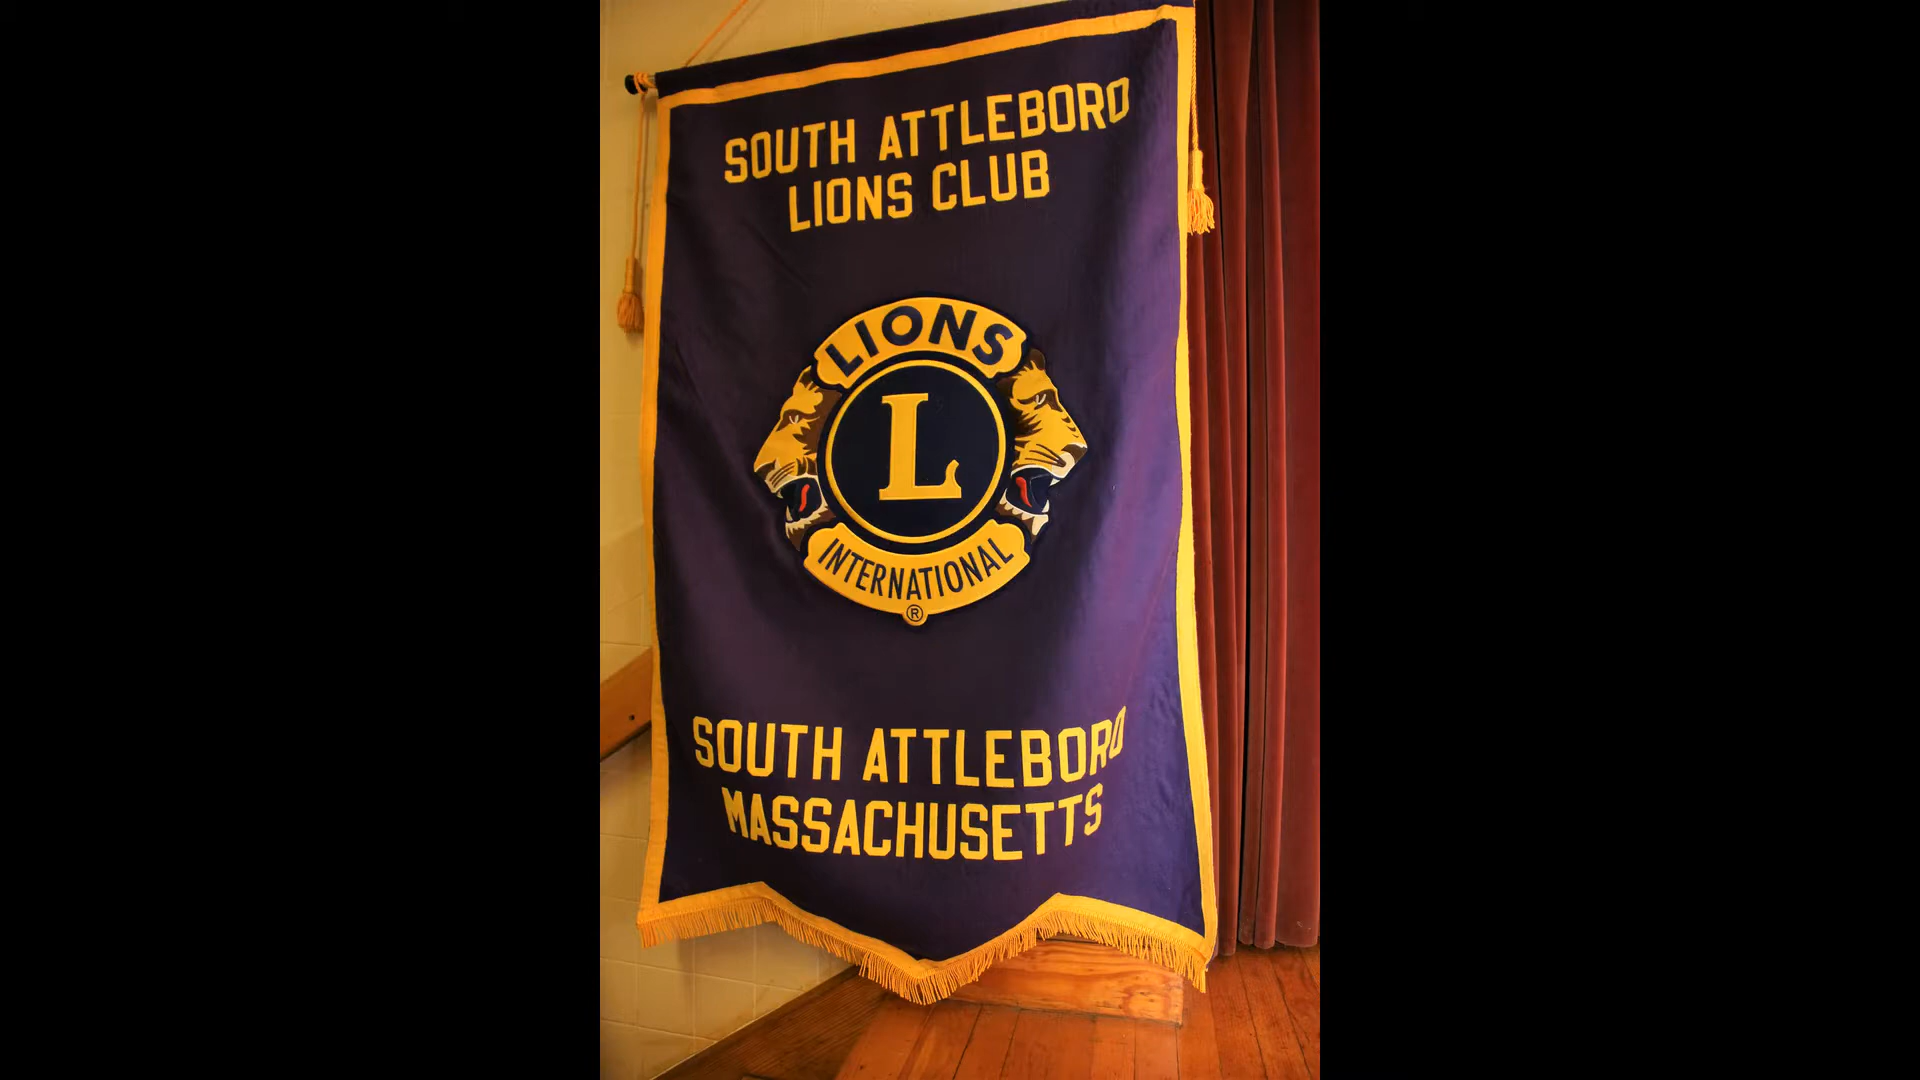 SOUTH ATTLEBORO
LIONS CLUB
LIONS
L
INTERNATIONAL
®
SOUTH ATTLEBORO
MASSACHUSETTS